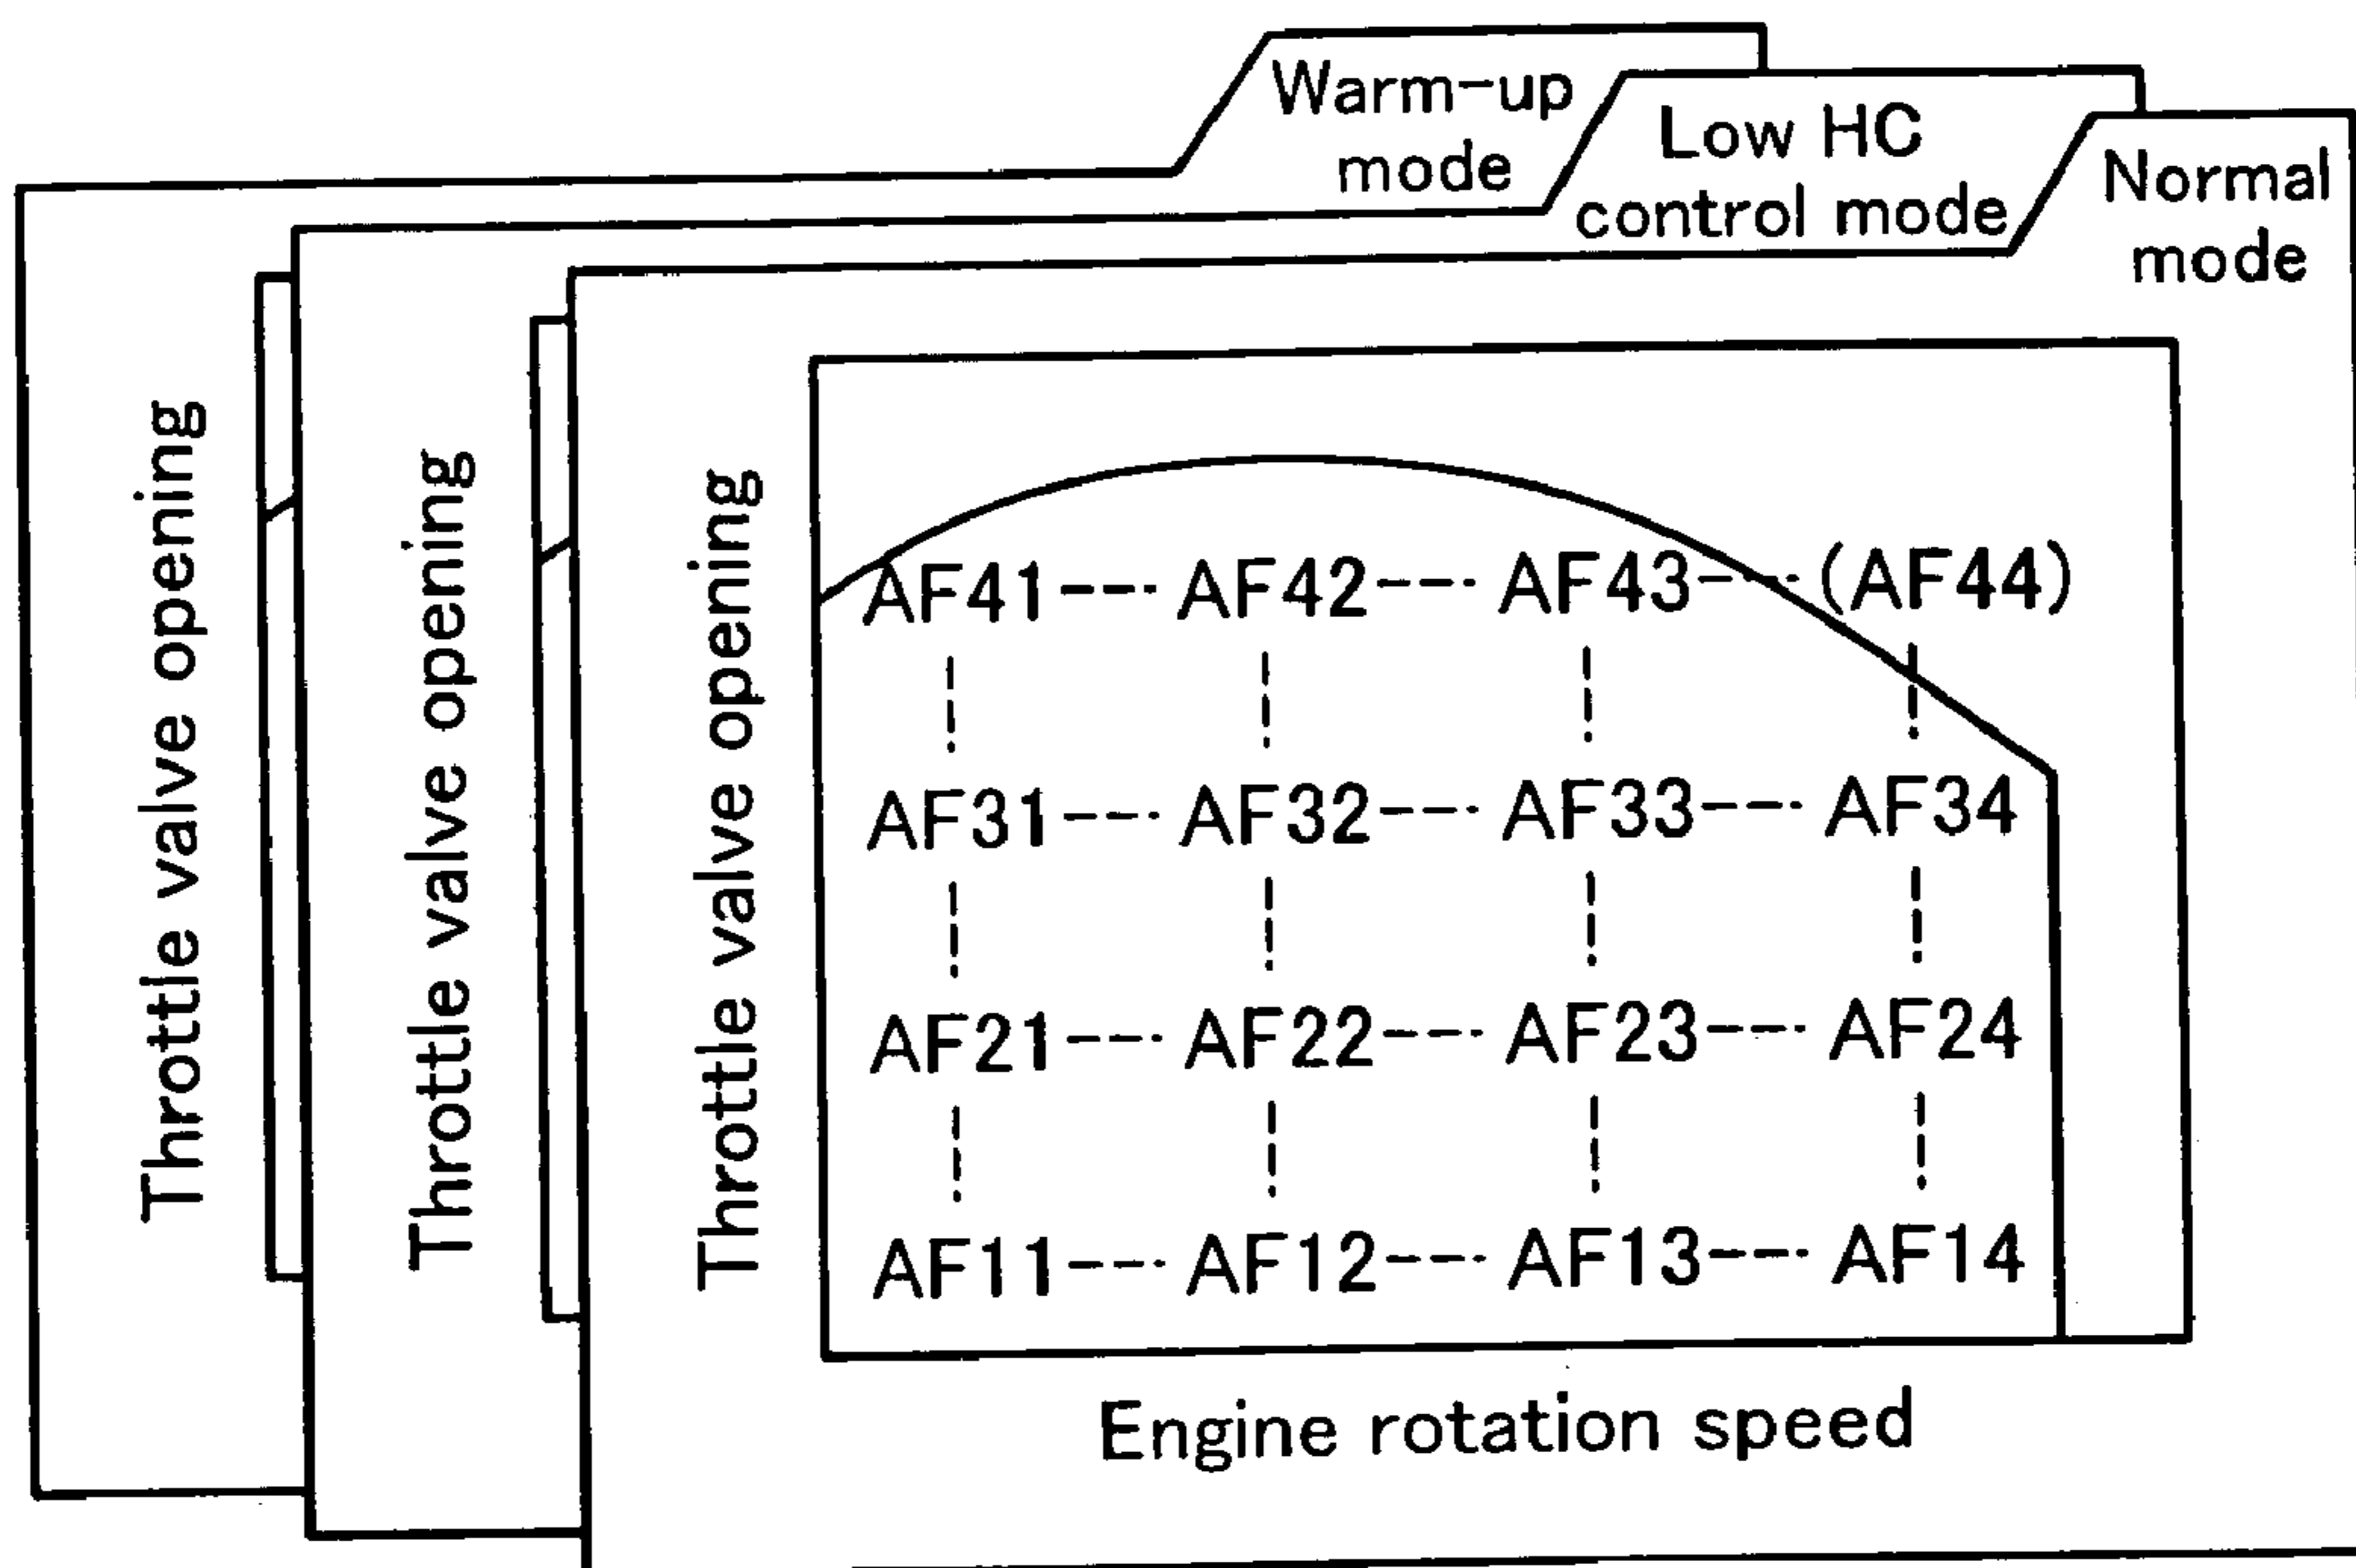 Warm-up
mode
Low HC
control mode
Normal
mode
Throttle valve opening
Throttle valve opening
Throttle valve opening
AF41--- AF42--- AF43--- (AF44)
AF31--- AF32--- AF33--- AF34
AF21--- AF22--- AF23--- AF24
AF11--- AF12--- AF13--- AF14
Engine rotation speed